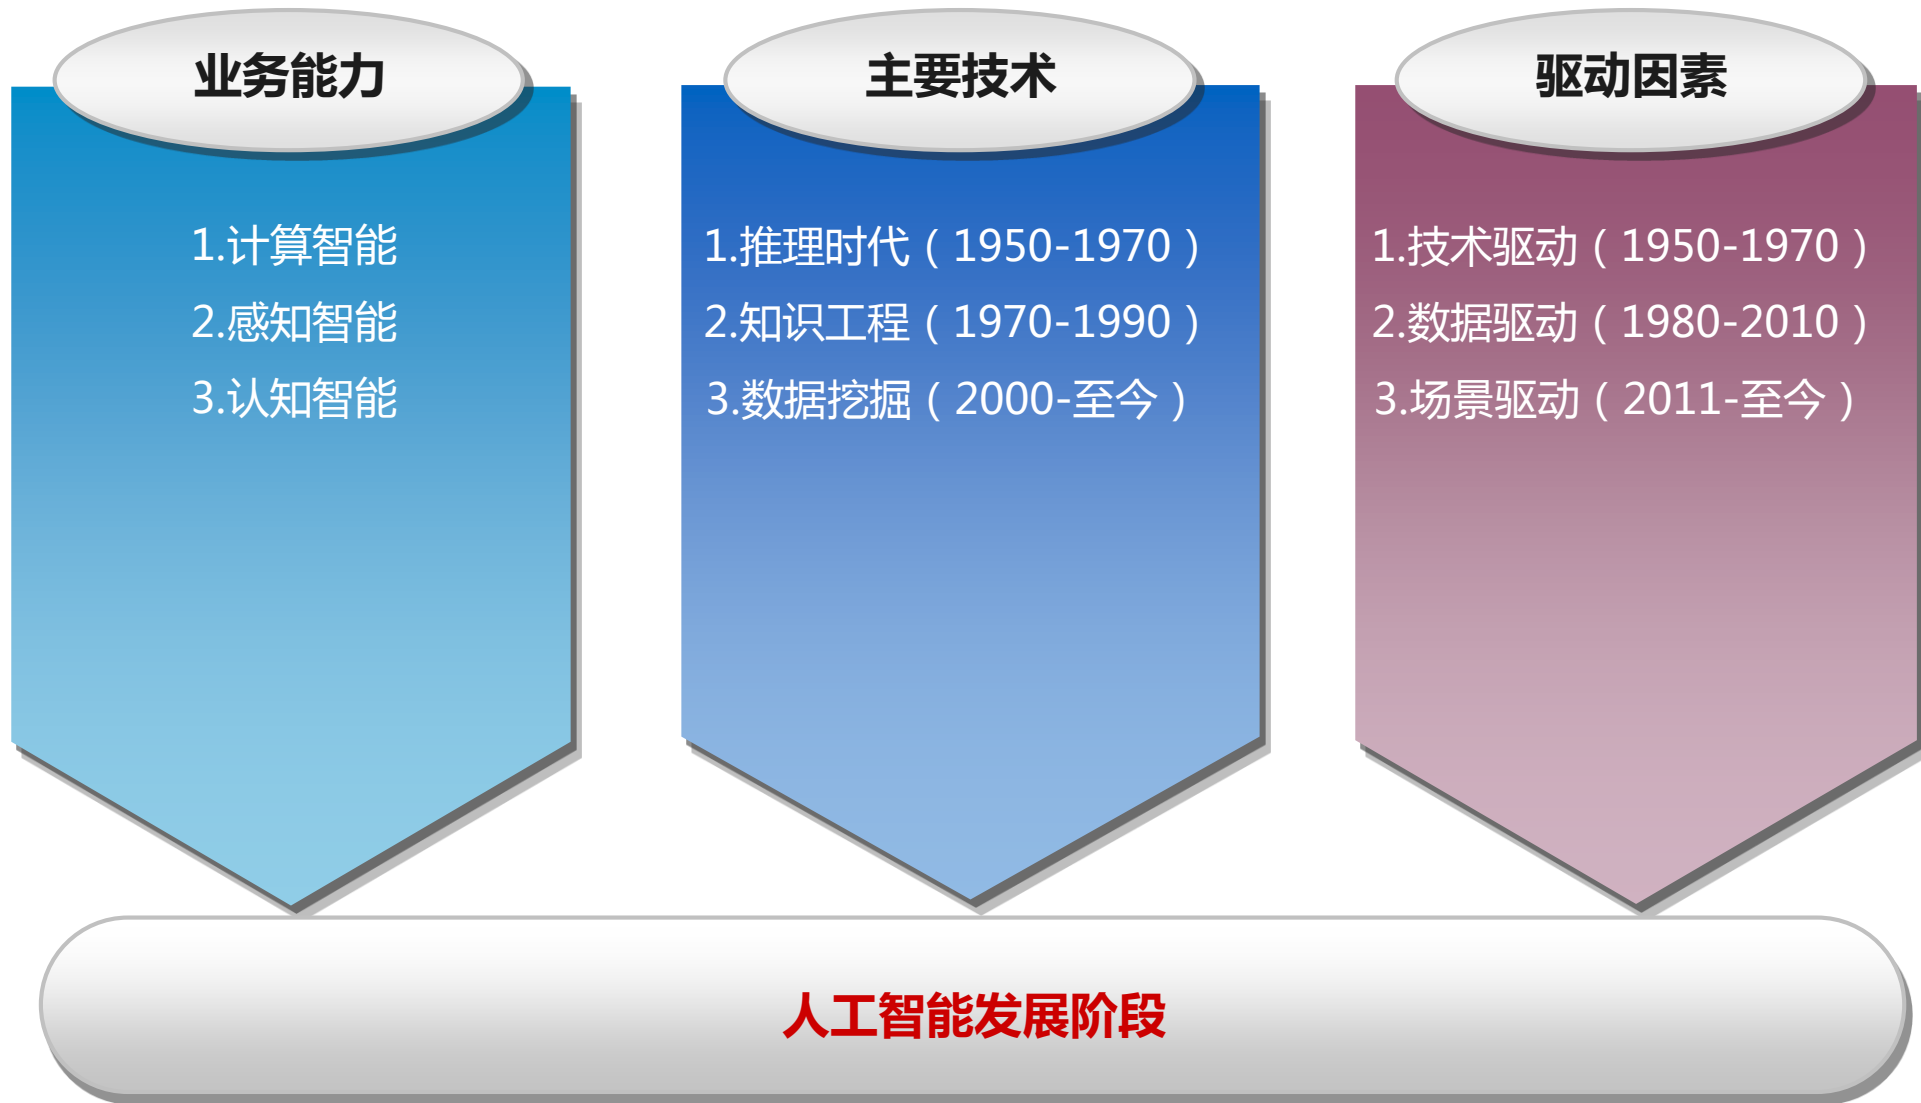 业务能力
1.计算智能
2.感知智能
3.认知智能
主要技术
1.推理时代（1950-1970）
2.知识工程（1970-1990）
3.数据挖掘（2000-至今）
驱动因素
1.技术驱动（1950-1970）
2.数据驱动（1980-2010）
3.场景驱动（2011-至今）
人工智能发展阶段